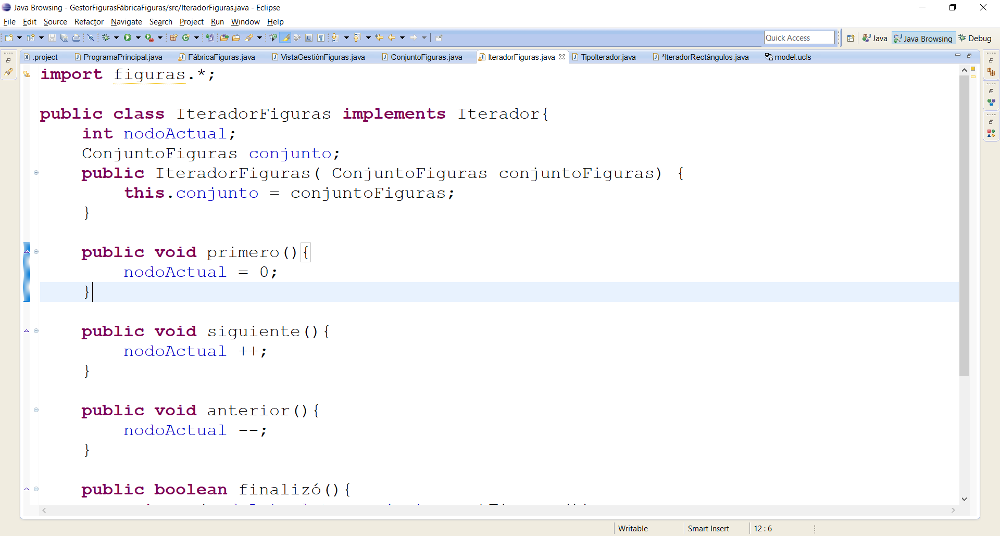 Java Browsing - GestorFigurasFábricaFiguras/src/IteradorFiguras.java - Eclipse
File Edit Source Refactor Navigate Search Project Run Window Help
Quick Access Java Java Browsing Debug
.project ProgramaPrincipal.java FábricaFiguras.java VistaGestiónFiguras.java ConjuntoFiguras.java IteradorFiguras.java TipoIterador.java *IteradorRectángulos.java model.ucls
import figuras.*;
public class IteradorFiguras implements Iterador{
int nodoActual;
ConjuntoFiguras conjunto;
public IteradorFiguras( ConjuntoFiguras conjuntoFiguras) {
this.conjunto = conjuntoFiguras;
}
public void primero(){
nodoActual = 0;
}
public void siguiente(){
nodoActual ++;
}
public void anterior(){
nodoActual --;
}
public boolean finalizó(){
Writable Smart Insert 12 : 6